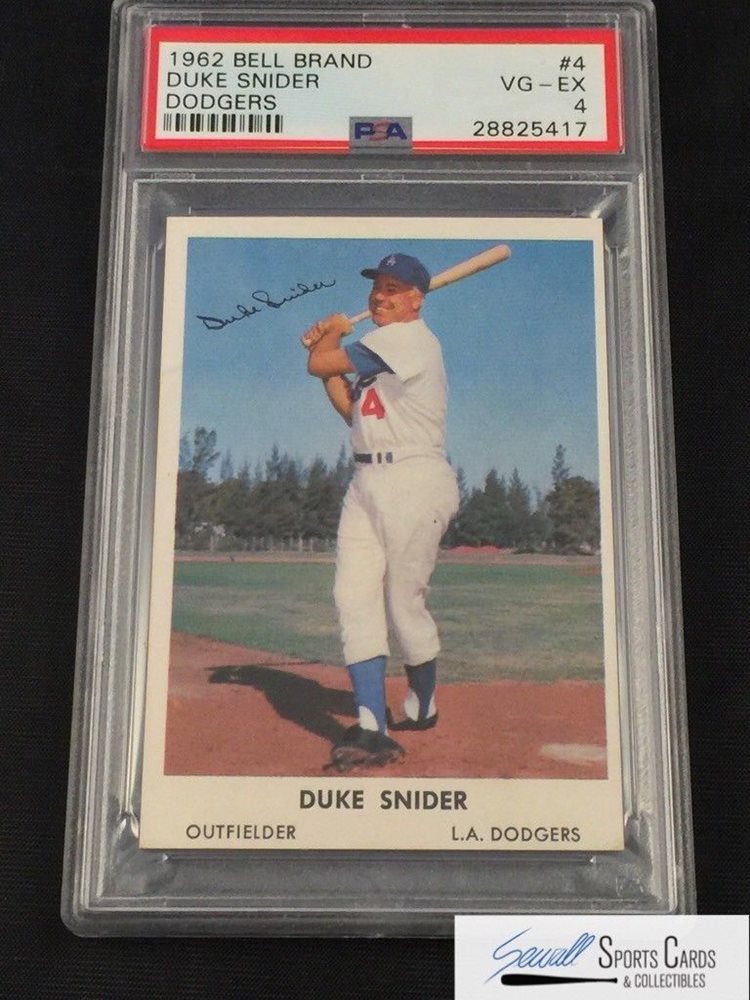 1962 BELL BRAND #4
DUKE SNIDER VG-EX
DODGERS 4
PSA 28825417
Duke Snider
4
DUKE SNIDER
OUTFIELDER L.A. DODGERS
Sewall SPORTS CARDS
& COLLECTIBLES